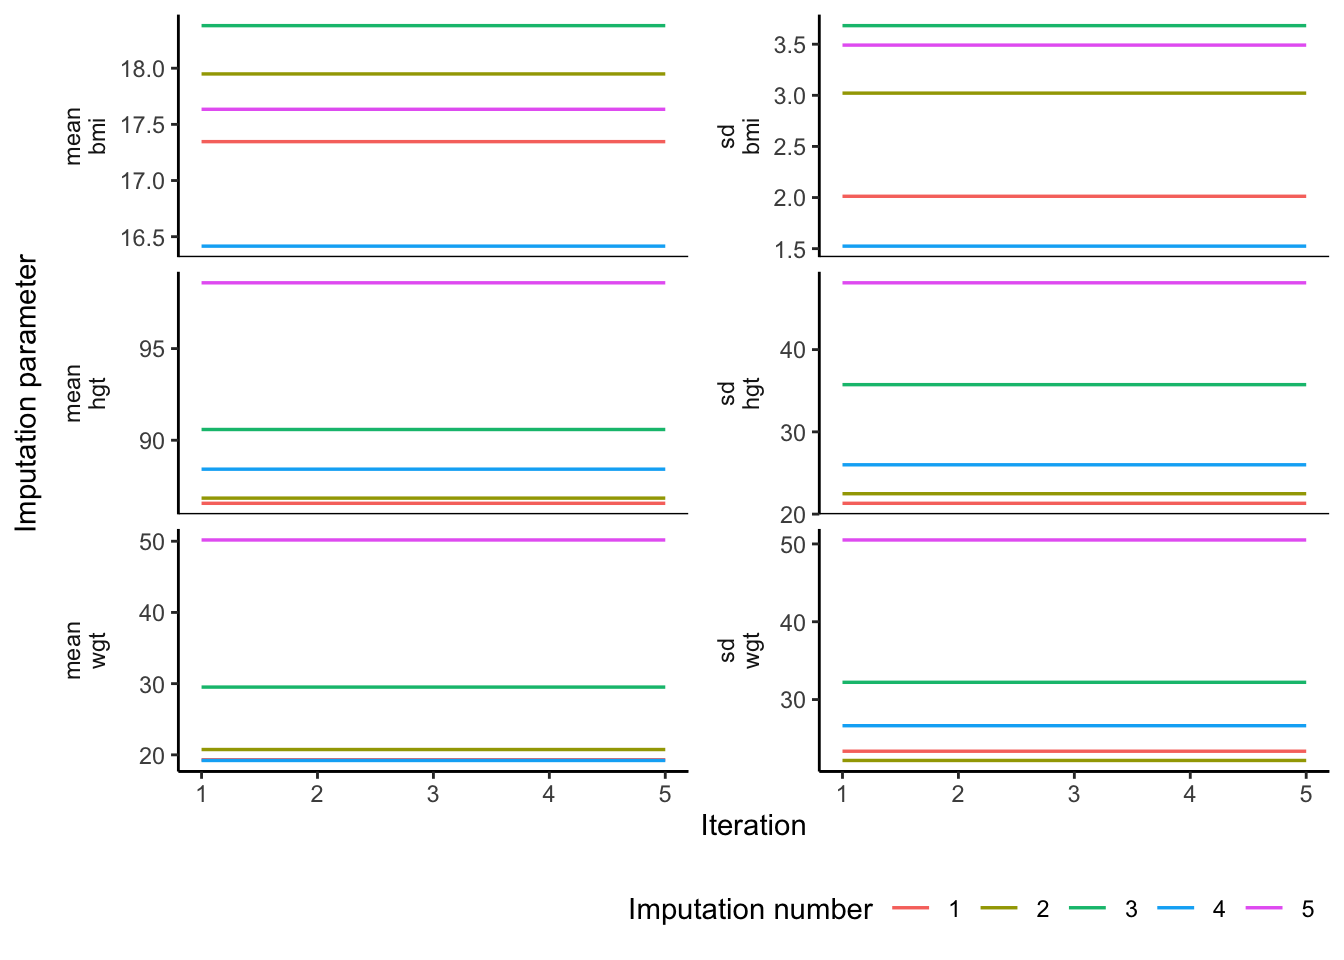 Imputation parameter
mean
bmi
18.0
17.5
17.0
16.5
sd
bmi
3.5
3.0
2.5
2.0
1.5
mean
hgt
95
90
sd
hgt
40
30
20
mean
wgt
50
40
30
20
sd
wgt
50
40
30
1 2 3 4 5
1 2 3 4 5
Iteration
Imputation number 1 2 3 4 5